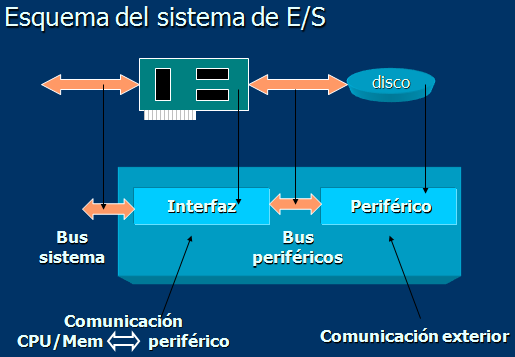 Esquema del sistema de E/S
disco
Interfaz
Periférico
Bus
sistema
Bus
periféricos
Comunicación
CPU/Mem periférico
Comunicación exterior